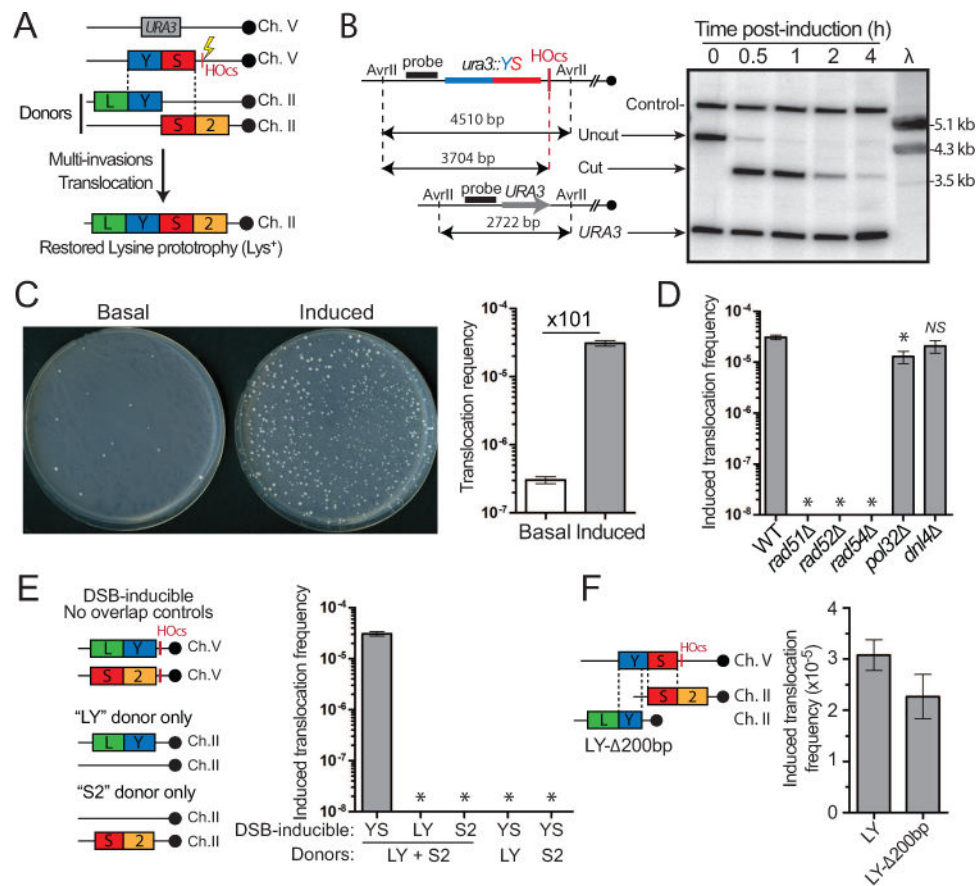 A
URA3 Ch. V
Y S HOcs Ch. V
Donors
L Y Ch. II
S 2 Ch. II
Multi-invasions
Translocation
L Y S 2 Ch. II
Restored Lysine prototrophy (Lys+)
B
AvrII probe ura3::YS HOcs AvrII
4510 bp
3704 bp
AvrII probe URA3 AvrII
2722 bp
Time post-induction (h)
0 0.5 1 2 4 λ
Control-
Uncut
Cut
URA3
-5.1 kb
-4.3 kb
-3.5 kb
C
Basal Induced
Translocation requency
10-4
10-5
10-6
10-7
x101
Basal Induced
D
Induced translocation frequency
10-4
10-5
10-6
10-7
10-8
* * * * NS
WT rad51Δ rad52Δ rad54Δ pol32Δ dnl4Δ
E
DSB-inducible
No overlap controls
HOcs
L Y Ch.V
S 2 Ch.V
“LY” donor only
L Y Ch.II
Ch.II
“S2” donor only
Ch.II
S 2 Ch.II
Induced translocation frequency
10-4
10-5
10-6
10-7
10-8
* * * *
DSB-inducible: YS LY S2 YS YS
Donors: LY + S2 LY S2
F
HOcs
Y S Ch. V
S 2 Ch. II
L Y Ch. II
LY-Δ200bp
Induced translocation
frequency (x10-5)
5
4
3
2
1
0
LY LY-Δ200bp